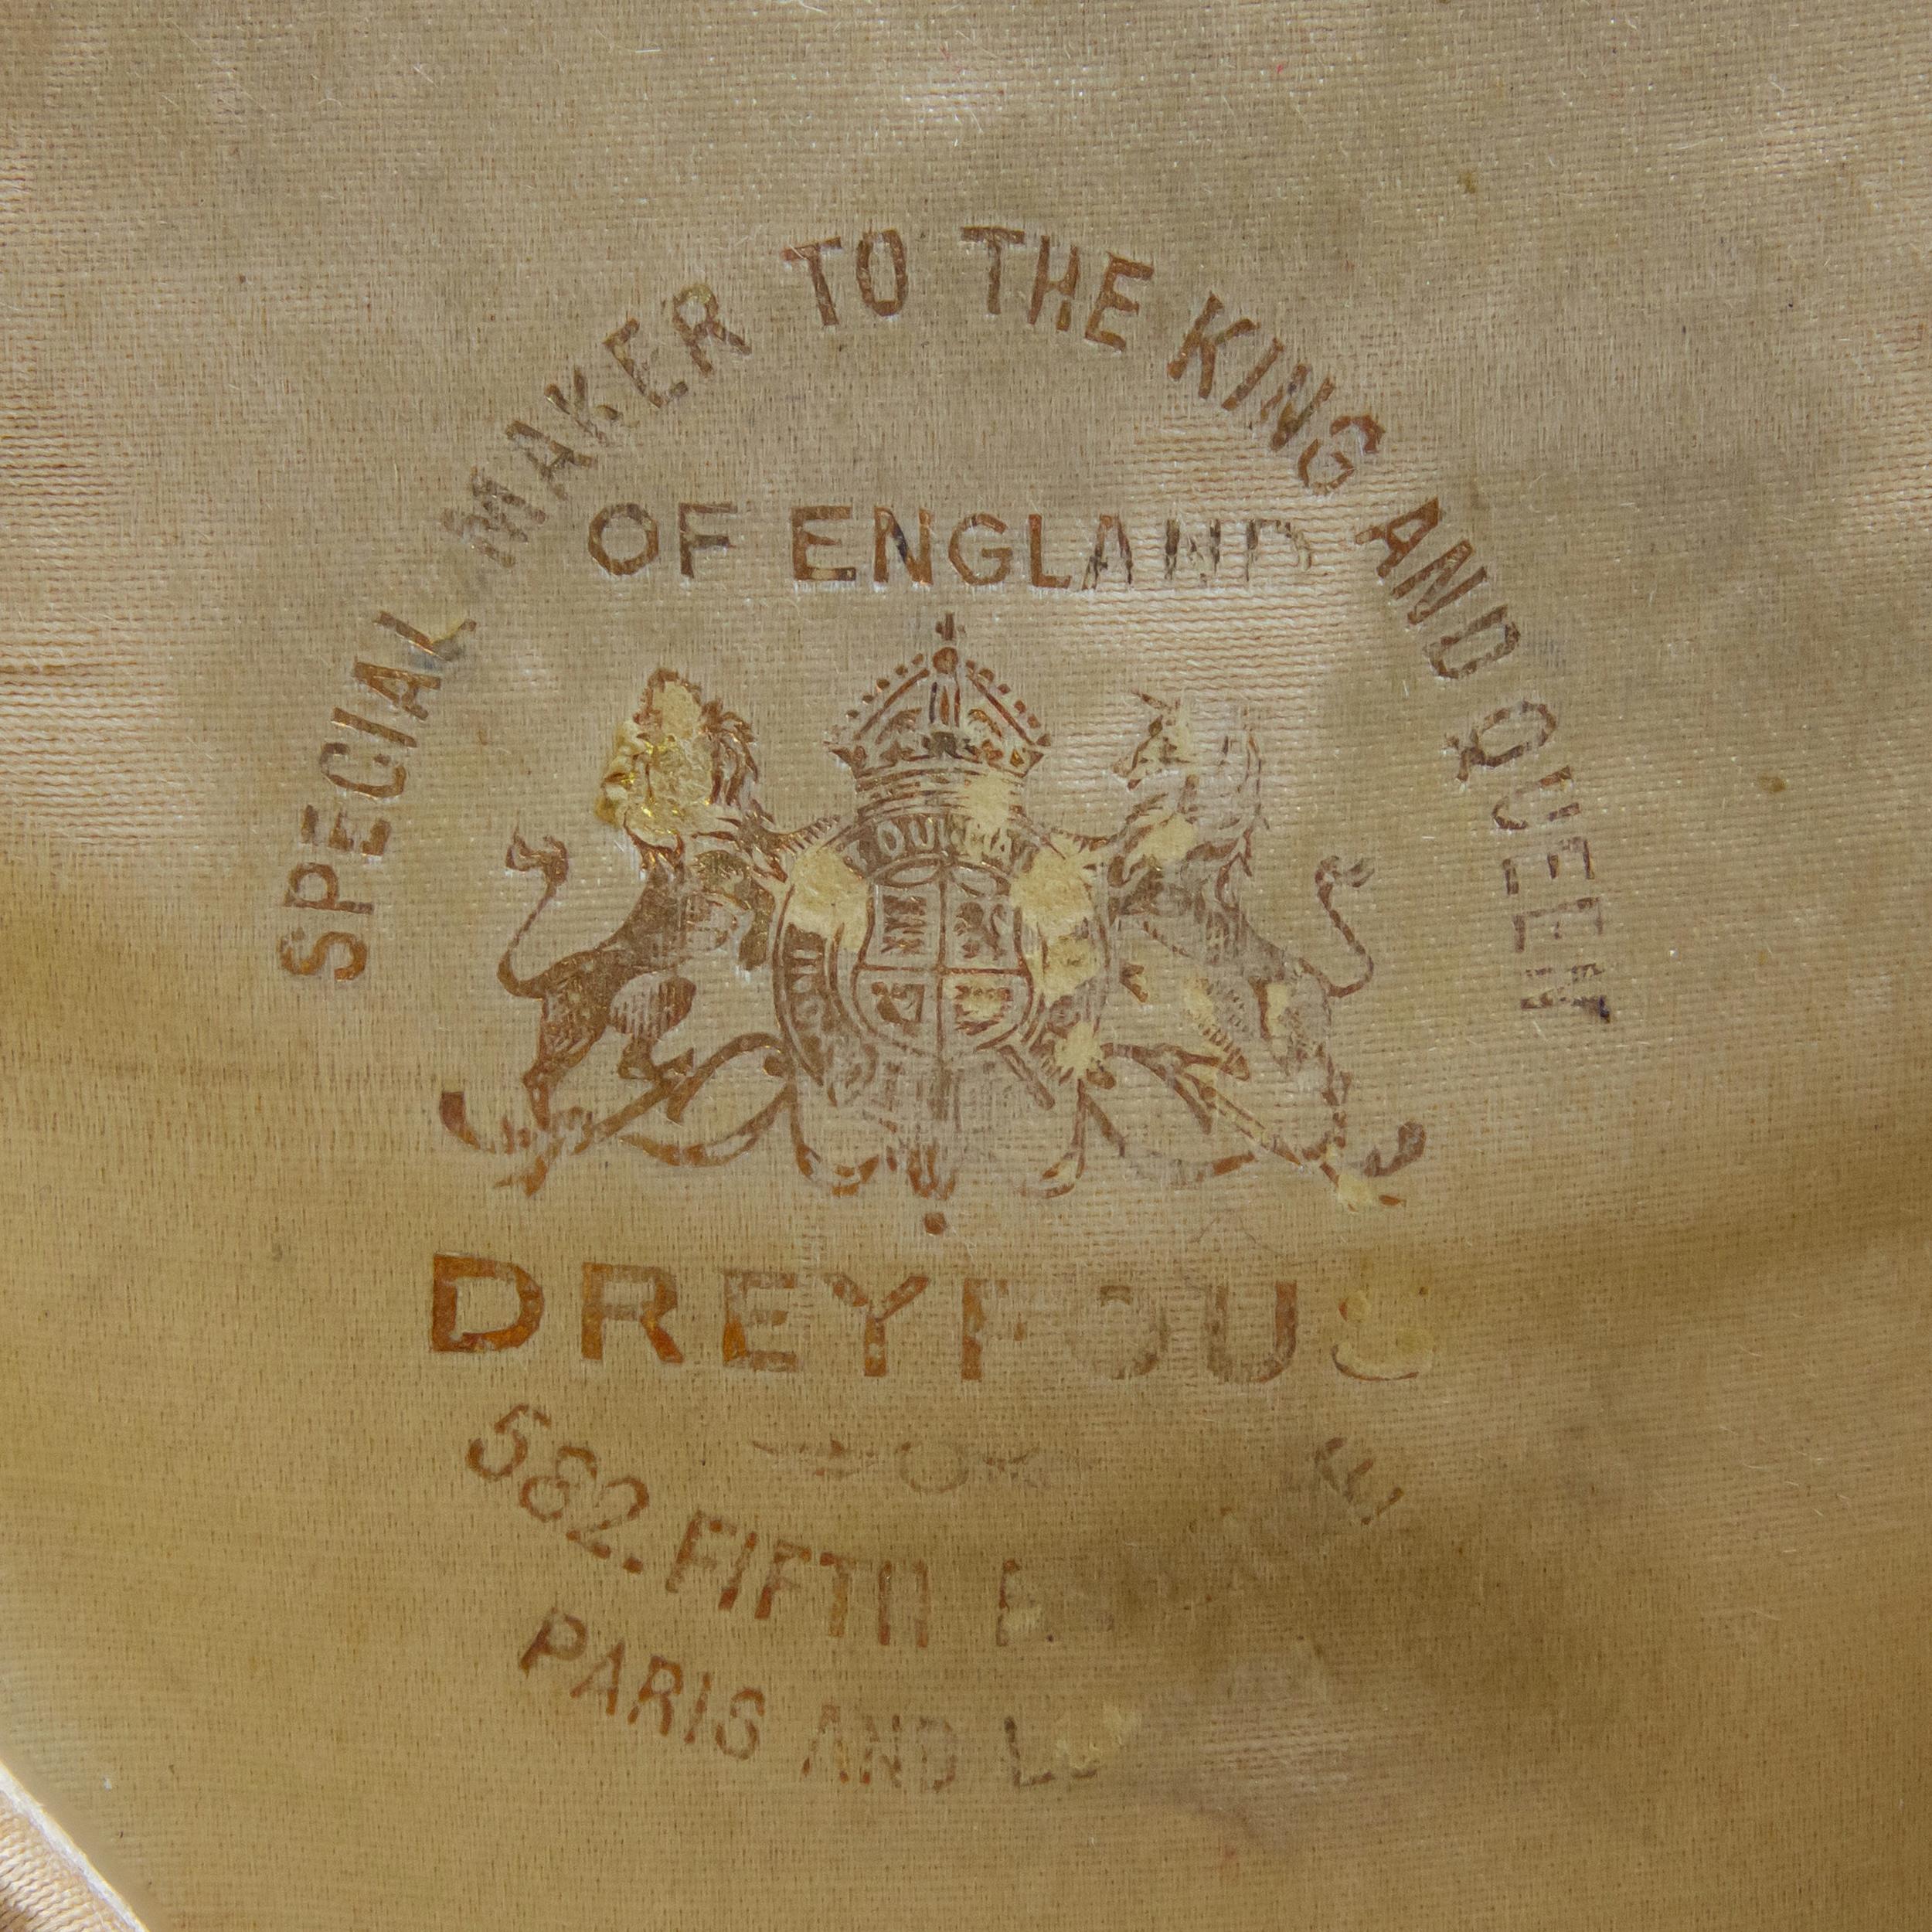 SPECIAL MAKER TO THE KING AND QUEEN
OF ENGLAND
DREYFOUS
582. FIFTH
PARIS AND